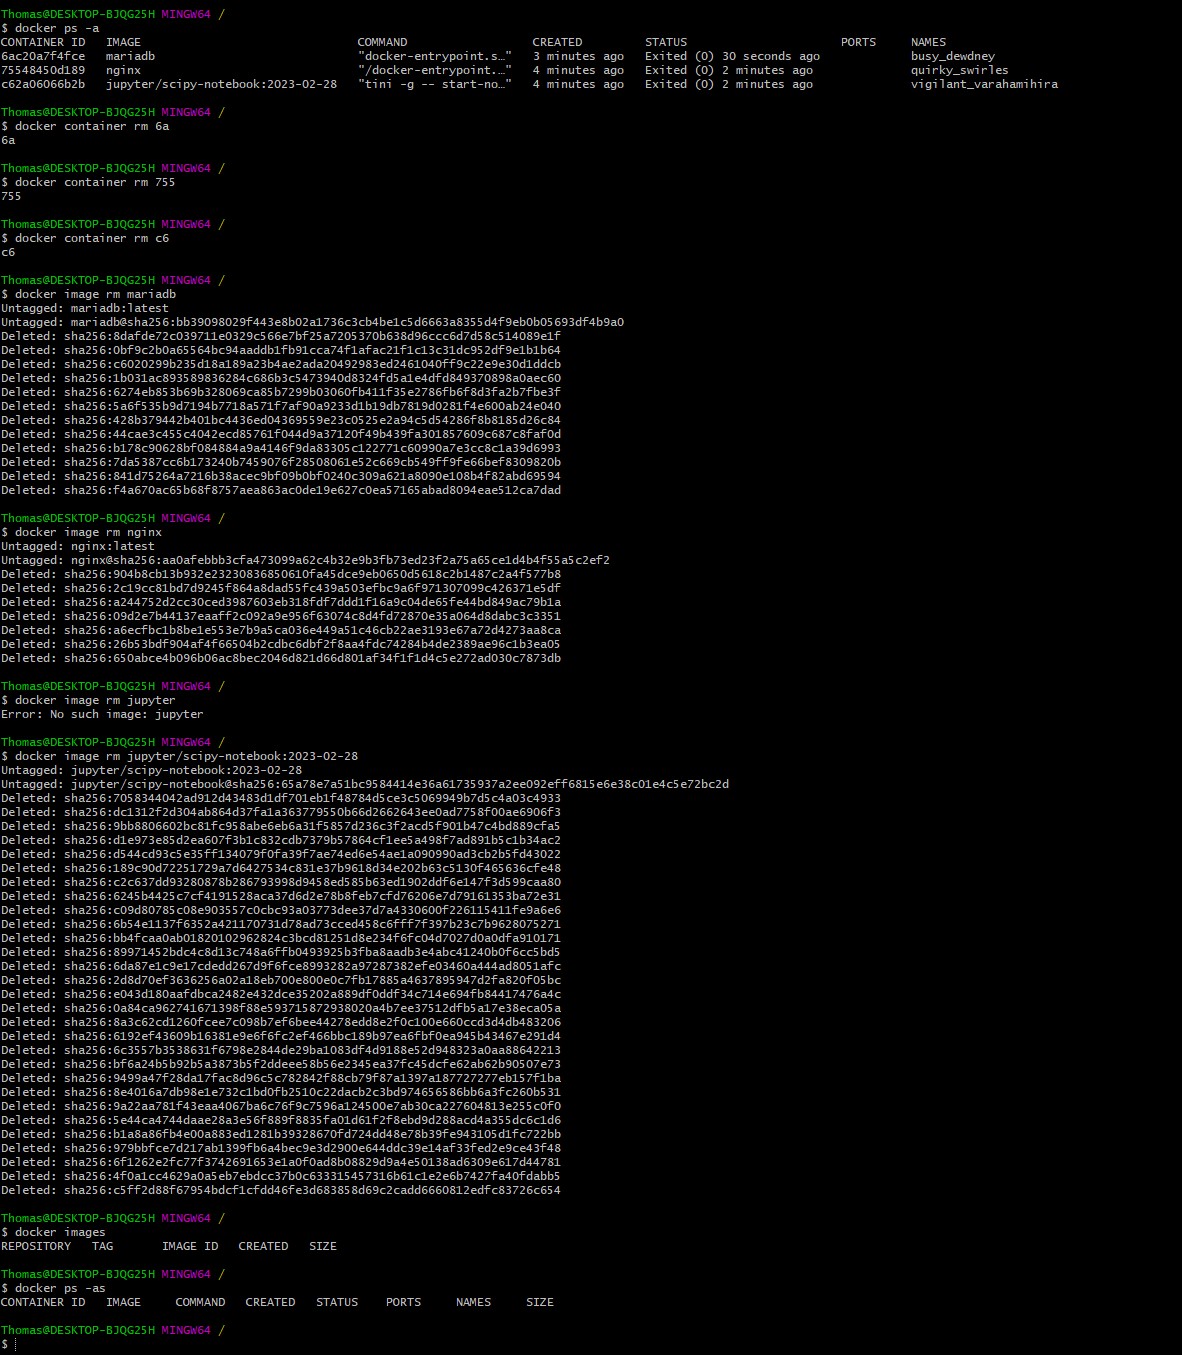 Thomas@DESKTOP-BJQG25H MINGW64 /
$ docker ps -a
CONTAINER ID   IMAGE                               COMMAND                  CREATED         STATUS                      PORTS     NAMES
6ac20a7f4fce   mariadb                             "docker-entrypoint.s…"   3 minutes ago   Exited (0) 30 seconds ago             busy_dewdney
75548450d189   nginx                               "/docker-entrypoint.…"   4 minutes ago   Exited (0) 2 minutes ago              quirky_swirles
c62a06066b2b   jupyter/scipy-notebook:2023-02-28   "tini -g -- start-no…"   4 minutes ago   Exited (0) 2 minutes ago              vigilant_varahamihira
Thomas@DESKTOP-BJQG25H MINGW64 /
$ docker container rm 6a
6a
Thomas@DESKTOP-BJQG25H MINGW64 /
$ docker container rm 755
755
Thomas@DESKTOP-BJQG25H MINGW64 /
$ docker container rm c6
c6
Thomas@DESKTOP-BJQG25H MINGW64 /
$ docker image rm mariadb
Untagged: mariadb:latest
Untagged: mariadb@sha256:bb39098029f443e8b02a1736c3cb4be1c5d6663a8355d4f9eb0b05693df4b9a0
Deleted: sha256:8dafde72c039711e0329c566e7bf25a7205370b638d96ccc6d7d58c514089e1f
Deleted: sha256:0bf9c2b0a65564bc94aaddb1fb91cca74f1afac21f1c13c31dc952df9e1b1b64
Deleted: sha256:c6020299b235d18a189a23b4ae2ada20492983ed2461040ff9c22e9e30d1ddcb
Deleted: sha256:1b031ac893589836284c686b3c5473940d8324fd5a1e4dfd849370898a0aec60
Deleted: sha256:6274eb853b69b328069ca85b7299b03060fb411f35e2786fb6f8d3fa2b7fbe3f
Deleted: sha256:5a6f535b9d7194b7718a571f7af90a9233d1b19db7819d0281f4e600ab24e040
Deleted: sha256:428b379442b401bc4436ed04369559e23c0525e2a94c5d54286f8b8185d26c84
Deleted: sha256:44cae3c455c4042ecd85761f044d9a37120f49b439fa301857609c687c8faf0d
Deleted: sha256:b178c90628bf084884a9a4146f9da83305c122771c60990a7e3cc8c1a39d6993
Deleted: sha256:7da5387cc6b173240b7459076f28508061e52c669cb549ff9fe66bef8309820b
Deleted: sha256:841d75264a7216b38acec9bf09b0bf0240c309a621a8090e108b4f82abd69594
Deleted: sha256:f4a670ac65b68f8757aea863ac0de19e627c0ea57165abad8094eae512ca7dad
Thomas@DESKTOP-BJQG25H MINGW64 /
$ docker image rm nginx
Untagged: nginx:latest
Untagged: nginx@sha256:aa0afebbb3cfa473099a62c4b32e9b3fb73ed23f2a75a65ce1d4b4f55a5c2ef2
Deleted: sha256:904b8cb13b932e23230836850610fa45dce9eb0650d5618c2b1487c2a4f577b8
Deleted: sha256:2c19cc81bd7d9245f864a8dad55fc439a503efbc9a6f971307099c426371e5df
Deleted: sha256:a244752d2cc30ced3987603eb318fdf7ddd1f16a9c04de65fe44bd849ac79b1a
Deleted: sha256:09d2e7b44137eaaff2c092a9e956f63074c8d4fd72870e35a064d8dabc3c3351
Deleted: sha256:a6ecfbc1b8be1e553e7b9a5ca036e449a51c46cb22ae3193e67a72d4273aa8ca
Deleted: sha256:26b53bdf904af4f66504b2cdbc6dbf2f8aa4fdc74284b4de2389ae96c1b3ea05
Deleted: sha256:650abce4b096b06ac8bec2046d821d66d801af34f1f1d4c5e272ad030c7873db
Thomas@DESKTOP-BJQG25H MINGW64 /
$ docker image rm jupyter
Error: No such image: jupyter
Thomas@DESKTOP-BJQG25H MINGW64 /
$ docker image rm jupyter/scipy-notebook:2023-02-28
Untagged: jupyter/scipy-notebook:2023-02-28
Untagged: jupyter/scipy-notebook@sha256:65a78e7a51bc9584414e36a61735937a2ee092eff6815e6e38c01e4c5e72bc2d
Deleted: sha256:7058344042ad912d43483d1df701eb1f48784d5ce3c5069949b7d5c4a03c4933
Deleted: sha256:dc1312f2d304ab864d37fa1a363779550b66d2662643ee0ad7758f00ae6906f3
Deleted: sha256:9bb8806602bc81fc958abe6eb6a31f5857d236c3f2acd5f901b47c4bd889cfa5
Deleted: sha256:d1e973e85d2ea607f3b1c832cdb7379b57864cf1ee5a498f7ad891b5c1b34ac2
Deleted: sha256:d544cd93c5e35ff134079f0fa39f7ae74ed6e54ae1a090990ad3cb2b5fd43022
Deleted: sha256:189c90d72251729a7d6427534c831e37b9618d34e202b63c5130f465636cfe48
Deleted: sha256:c2c637dd93280878b286793998d9458ed585b63ed1902ddf6e147f3d599caa80
Deleted: sha256:6245b4425c7cf4191528aca37d6d2e78b8feb7cfd76206e7d79161353ba72e31
Deleted: sha256:c09d80785c08e903557c0cbc93a03773dee37d7a4330600f226115411fe9a6e6
Deleted: sha256:6b54e1137f6352a421170731d78ad73cced458c6fff7f397b23c7b9628075271
Deleted: sha256:bb4fcaa0ab01820102962824c3bcd81251d8e234f6fc04d7027d0a0dfa910171
Deleted: sha256:89971452bdc4c8d13c748a6ffb0493925b3fba8aadb3e4abc41240b0f6cc5bd5
Deleted: sha256:6da87e1c9e17cdedd267d9f6fce8993282a97287382efe03460a444ad8051afc
Deleted: sha256:2d8d70ef3636256a02a18eb700e800e0c7fb17885a4637895947d2fa820f05bc
Deleted: sha256:e043d180aafdbca2482e432dce35202a889df0ddf34c714e694fb84417476a4c
Deleted: sha256:0a84ca962741671398f88e593715872938020a4b7ee37512dfb5a17e38eca05a
Deleted: sha256:8a3c62cd1260fcee7c098b7ef6bee44278edd8e2f0c100e660ccd3d4db483206
Deleted: sha256:6192ef43609b16381e9e6f6fc2ef466bbc189b97ea6fbf0ea945b43467e291d4
Deleted: sha256:6c3557b3538631f6798e2844de29ba1083df4d9188e52d948323a0aa88642213
Deleted: sha256:bf6a24b5b92b5a3873b5f2ddeee58b56e2345ea37fc45dcfe62ab62b90507e73
Deleted: sha256:9499a47f28da17fac8d96c5c782842f88cb79f87a1397a187727277eb157f1ba
Deleted: sha256:8e4016a7db98e1e732c1bd0fb2510c22dacb2c3bd974656586bb6a3fc260b531
Deleted: sha256:9a22aa781f43eaa4067ba6c76f9c7596a124500e7ab30ca227604813e255c0f0
Deleted: sha256:5e44ca4744daae28a3e56f889f8835fa01d61f2f8ebd9d288acd4a355dc6c1d6
Deleted: sha256:b1a8a86fb4e00a883ed1281b39328670fd724dd48e78b39fe943105d1fc722bb
Deleted: sha256:979bbfce7d217ab1399fb6a4bec9e3d2900e644ddc39e14af33fed2e9ce43f48
Deleted: sha256:6f1262e2fc77f3742691653e1a0f0ad8b08829d9a4e50138ad6309e617d44781
Deleted: sha256:4f0a1cc4629a0a5eb7ebdcc37b0c633315457316b61c1e2e6b7427fa40fdabb5
Deleted: sha256:c5ff2d88f67954bdcf1cfdd46fe3d683858d69c2cadd6660812edfc83726c654
Thomas@DESKTOP-BJQG25H MINGW64 /
$ docker images
REPOSITORY   TAG       IMAGE ID   CREATED   SIZE
Thomas@DESKTOP-BJQG25H MINGW64 /
$ docker ps -as
CONTAINER ID   IMAGE     COMMAND   CREATED   STATUS    PORTS     NAMES     SIZE
Thomas@DESKTOP-BJQG25H MINGW64 /
$